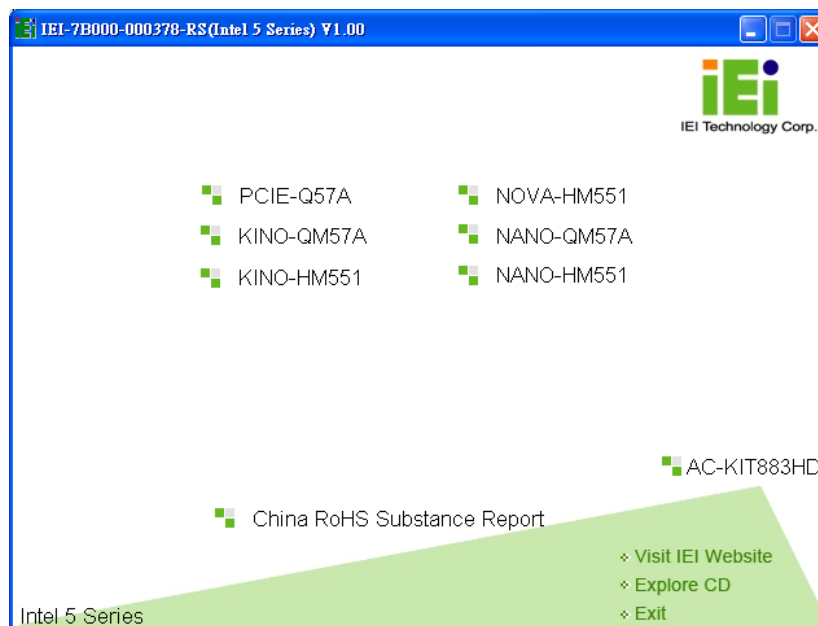 IEI-7B000-000378-RS(Intel 5 Series) V1.00
iEi
IEI Technology Corp.
PCIE-Q57A
NOVA-HM551
KINO-QM57A
NANO-QM57A
KINO-HM551
NANO-HM551
AC-KIT883HD
China RoHS Substance Report
Visit IEI Website
Explore CD
Exit
Intel 5 Series